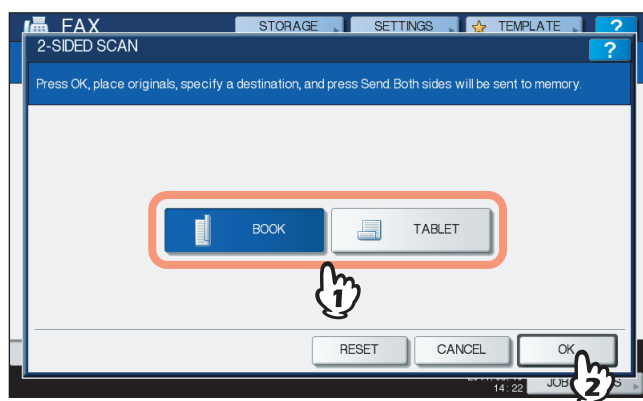 FAX STORAGE SETTINGS TEMPLATE ?
2-SIDED SCAN ?
Press OK, place originals, specify a destination, and press Send. Both sides will be sent to memory.
BOOK TABLET
1
RESET CANCEL OK
2
14:22 JOB S